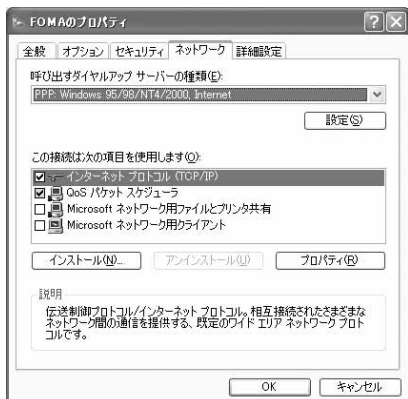 FOMAのプロパティ
全般 オプション セキュリティ ネットワーク 詳細設定
呼び出すダイヤルアップ サーバーの種類(E):
PPP: Windows 95/98/NT4/2000, Internet
設定(S)
この接続は次の項目を使用します(O):
インターネット プロトコル (TCP/IP)
QoS パケット スケジューラ
Microsoft ネットワーク用ファイルとプリンタ共有
Microsoft ネットワーク用クライアント
インストール(N)... アンインストール(U) プロパティ(R)
説明
伝送制御プロトコル/インターネット プロトコル。相互接続されたさまざまな
ネットワーク間の通信を提供する、既定のワイド エリア ネットワーク プロト
コルです。
OK キャンセル